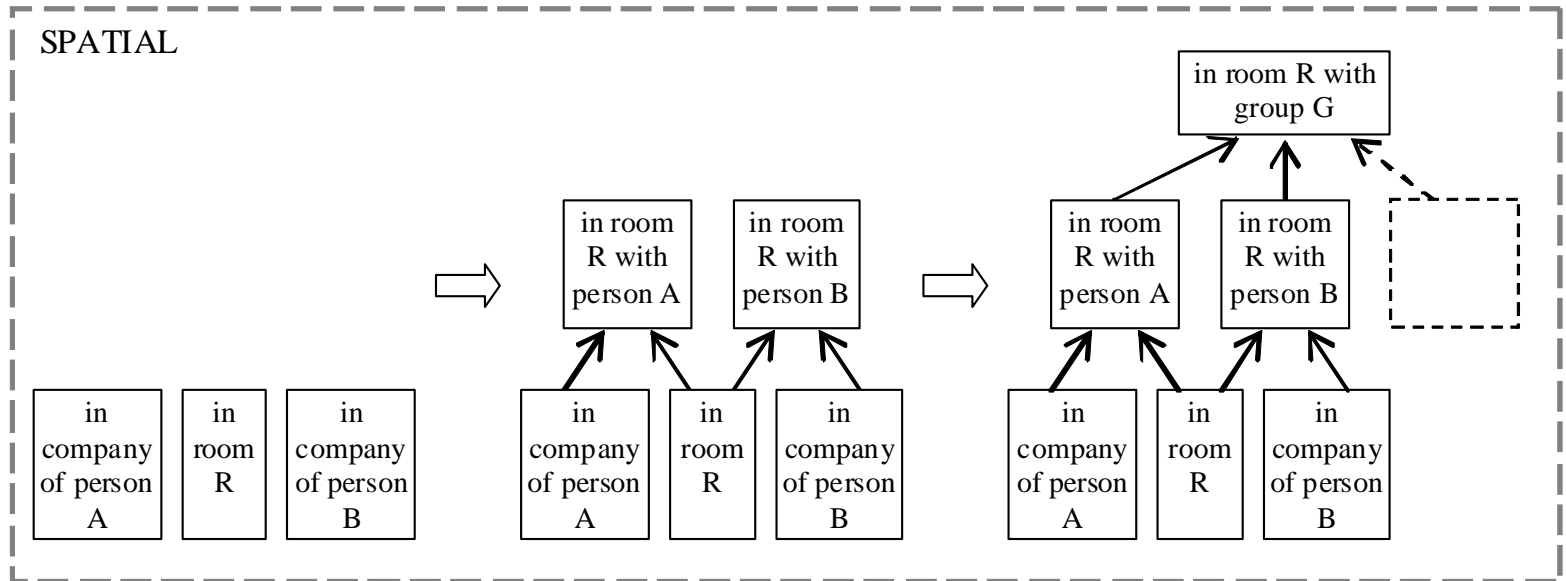 SPATIAL
in room R with
group G
in room
R with
person A
in room
R with
person B
in room
R with
person A
in room
R with
person B
in
company
of person
A
in
room
R
in
company
of person
B
in
company
of person
A
in
room
R
in
company
of person
B
in
company
of person
A
in
room
R
in
company
of person
B